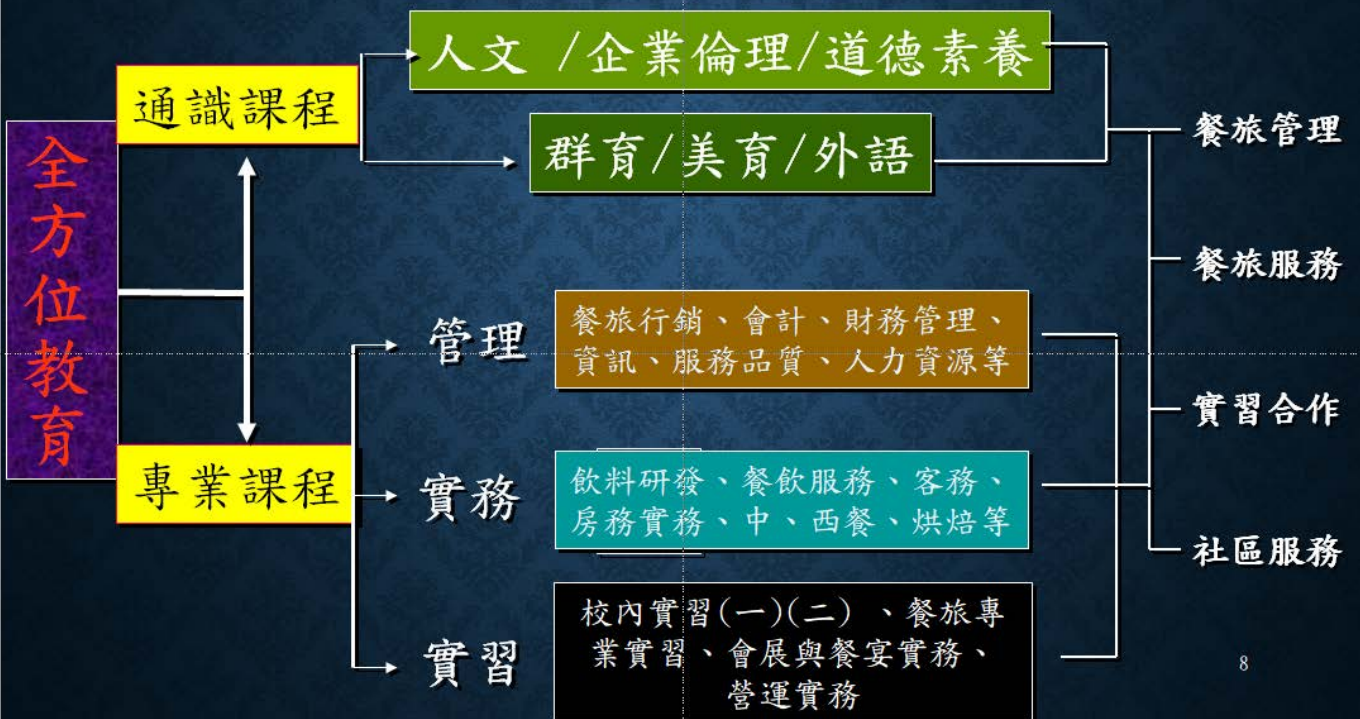 全方位教育
通識課程
人文 /企業倫理/道德素養
群育/美育/外語
專業課程
管理
餐旅行銷、會計、財務管理、
資訊、服務品質、人力資源等
實務
飲料研發、餐飲服務、客務、
房務實務、中、西餐、烘焙等
實習
校內實習(一)(二) 、餐旅專
業實習、會展與餐宴實務、
營運實務
餐旅管理
餐旅服務
實習合作
社區服務
8